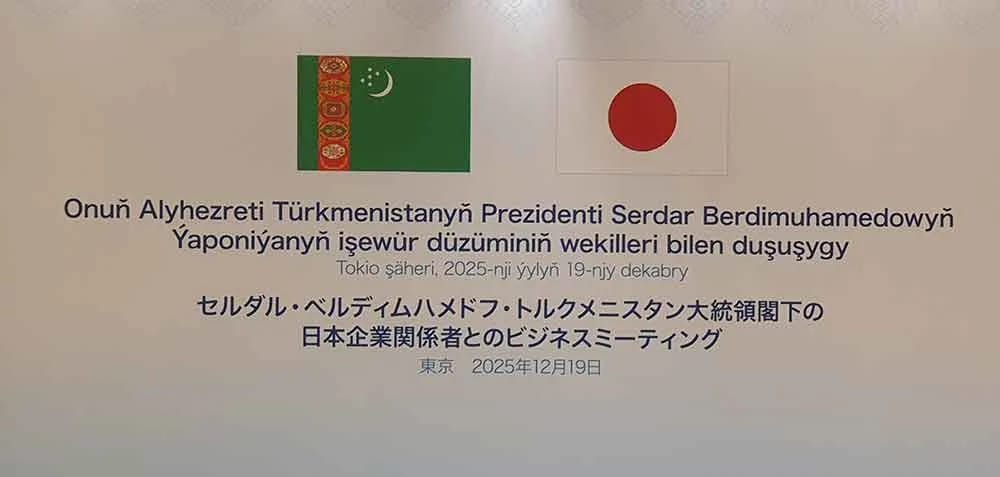 Onuň Alyhezreti Türkmenistanyň Prezidenti Serdar Berdimuhamedowyň
Ýaponiýanyň işewür düzüminiň wekilleri bilen duşuşygy
Tokio şäheri, 2025-nji ýylyň 19-njy dekabry
セルダル・ベルディムハメドフ・トルクメニスタン大統領閣下の
日本企業関係者とのビジネスミーティング
東京　2025年12月19日